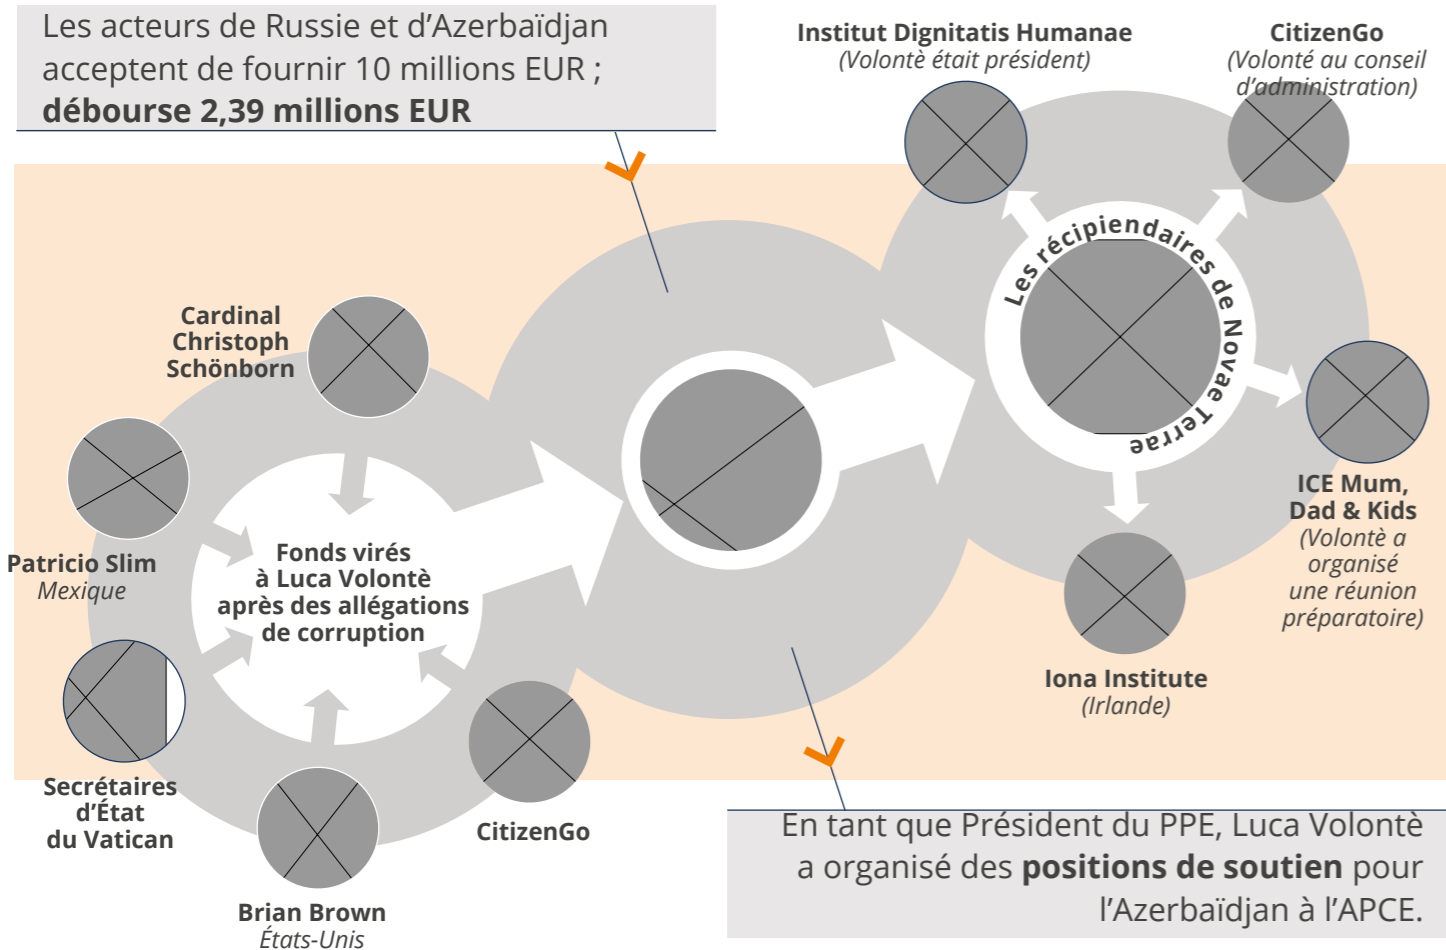 Les acteurs de Russie et d’Azerbaïdjan
acceptent de fournir 10 millions EUR ;
débourse 2,39 millions EUR
Institut Dignitatis Humanae
(Volontè était président)
CitizenGo
(Volonté au conseil
d’administration)
Les récipiendaires de Novae Terrae
ICE Mum,
Dad & Kids
(Volontè a
organisé
une réunion
préparatoire)
Iona Institute
(Irlande)
Cardinal
Christoph
Schönborn
Patricio Slim
Mexique
Fonds virés
à Luca Volontè
après des allégations
de corruption
Secrétaires
d’État
du Vatican
Brian Brown
États-Unis
CitizenGo
En tant que Président du PPE, Luca Volontè
a organisé des positions de soutien pour
l’Azerbaïdjan à l’APCE.